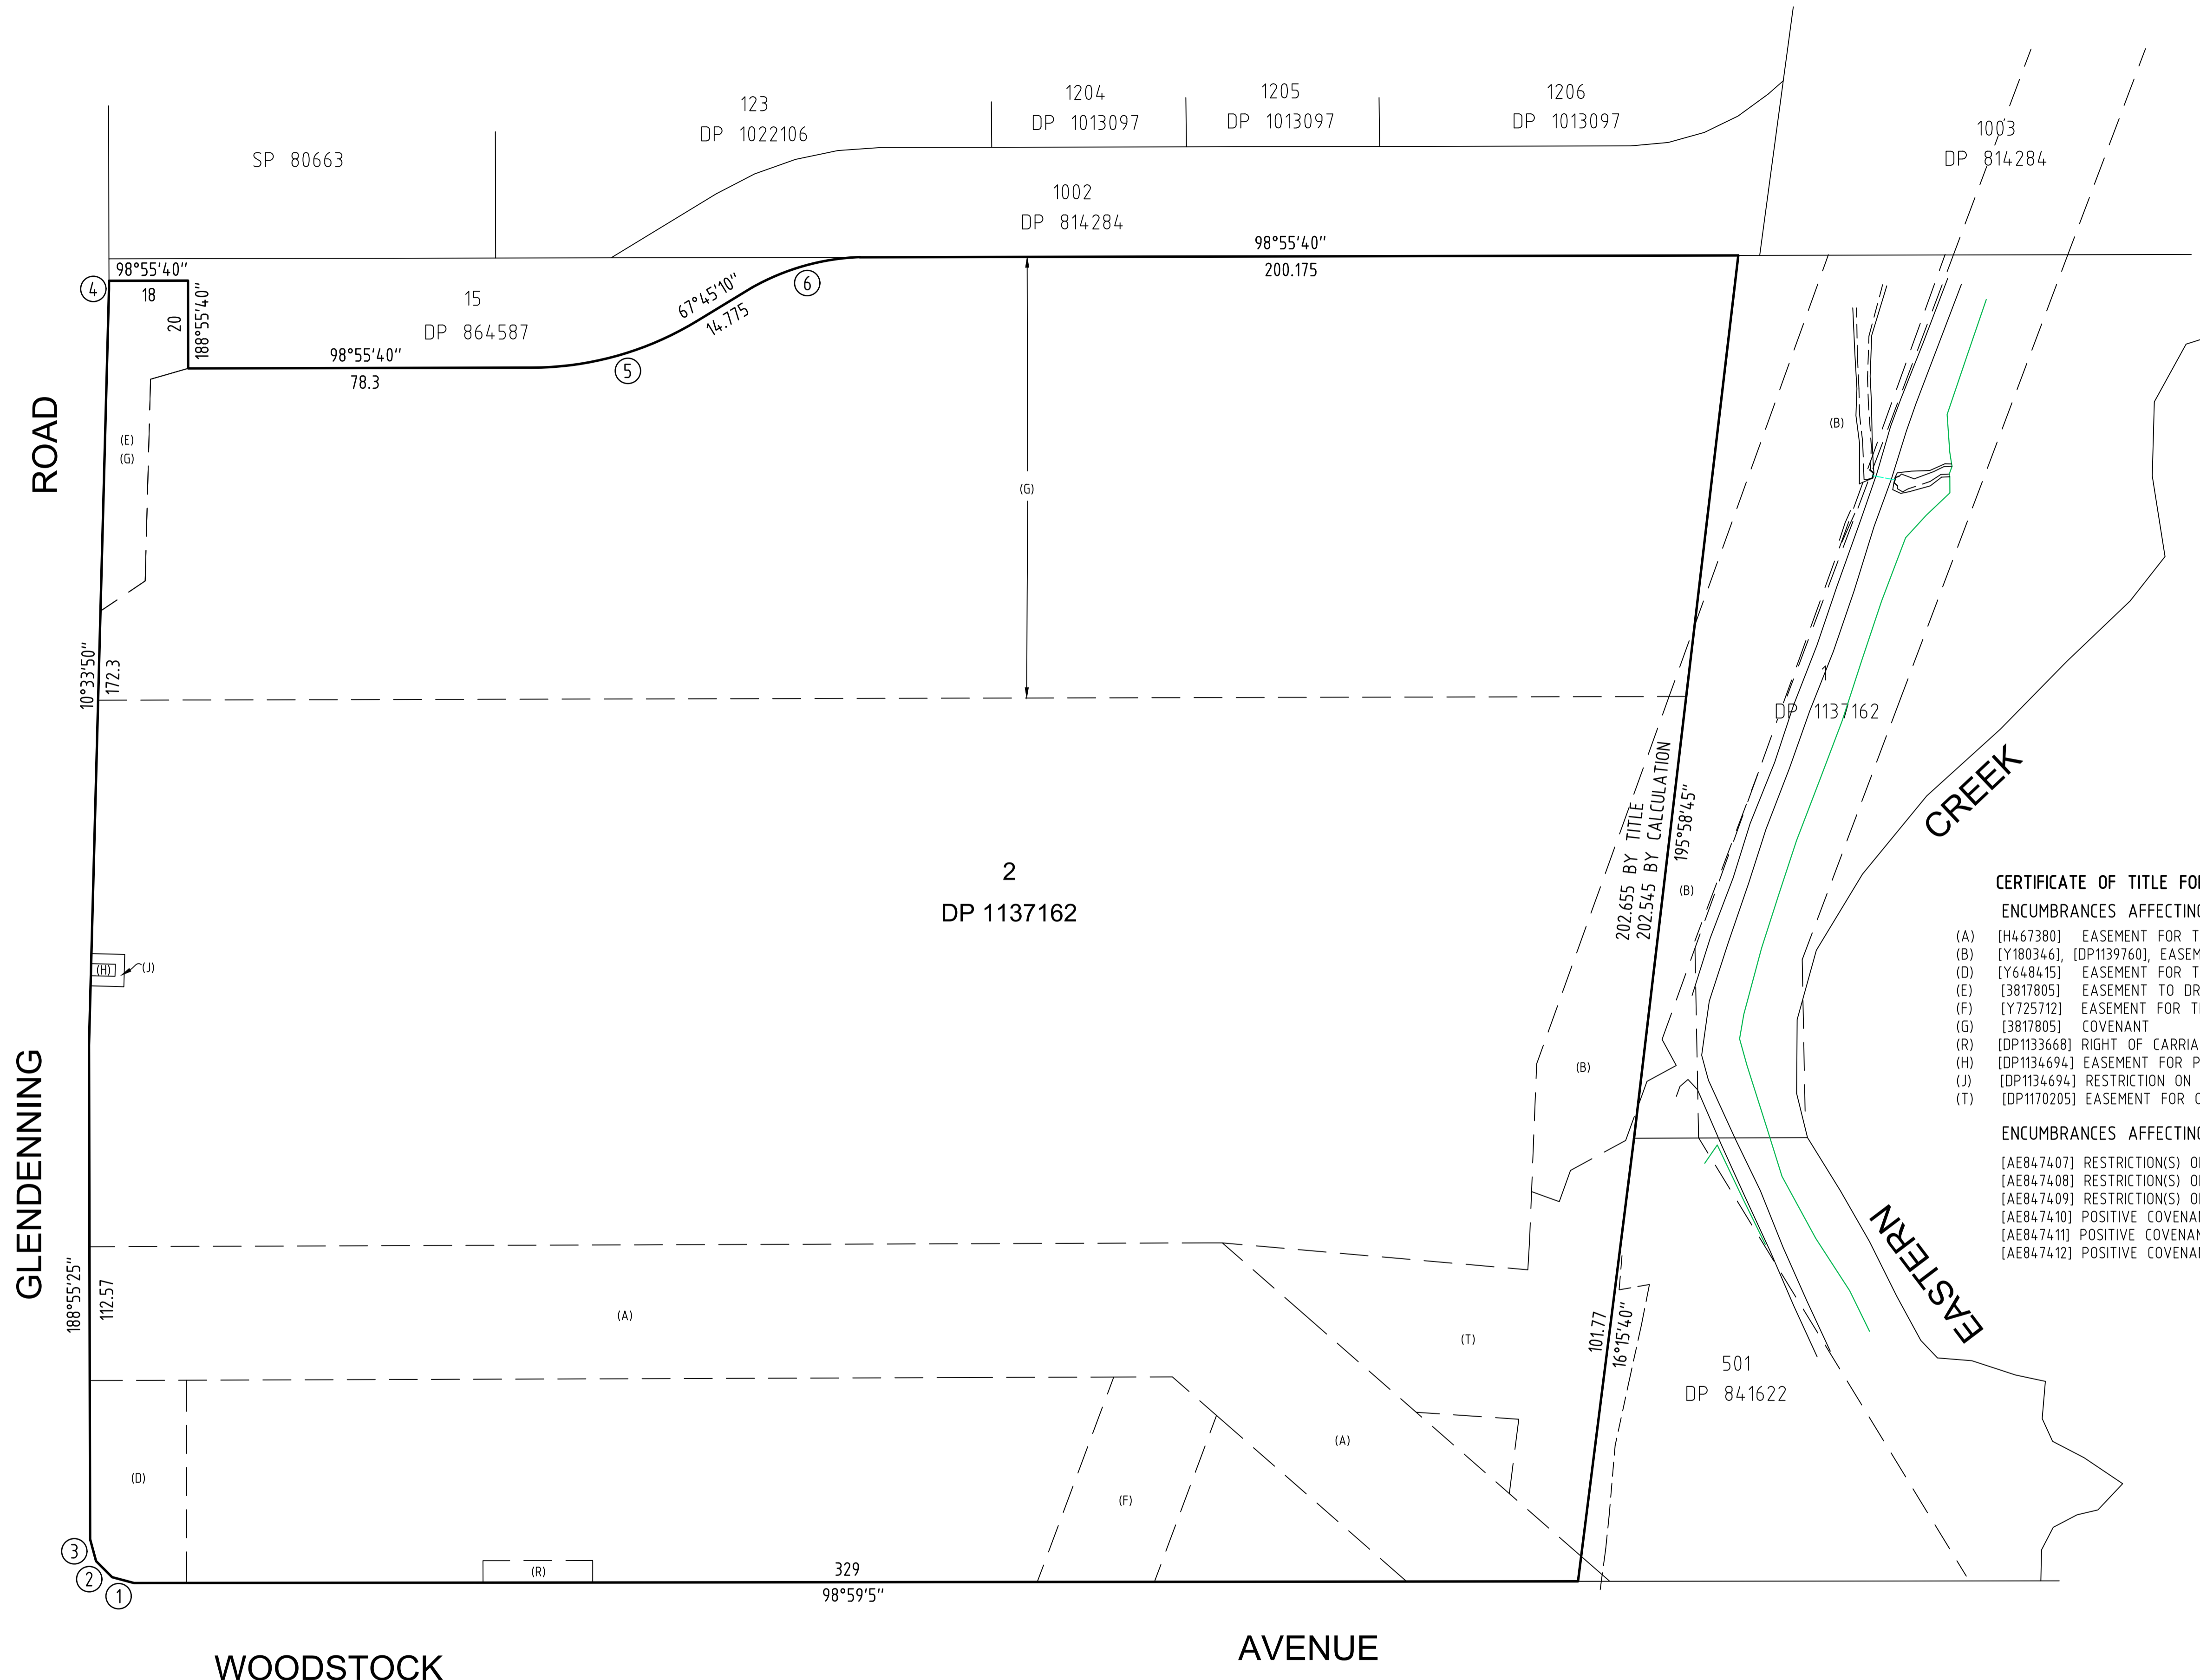 SP 80663
123
DP 1022106
1204
DP 1013097
1205
DP 1013097
1206
DP 1013097
1003
DP 814284
1002
DP 814284
98°55'40"
200.175
4
98°55'40"
18
20
188°55'40"
15
DP 864587
98°55'40"
78.3
5
67°45'10"
14.775
6
ROAD
(E)
(G)
(G)
(B)
10°33'50"
172.3
1
DP 1137162
202.655 BY TITLE
202.545 BY CALCULATION
195°58'45"
(B)
2
DP 1137162
CREEK
(H)
(J)
(B)
CERTIFICATE OF TITLE FO
ENCUMBRANCES AFFECTIN
(A) [H467380] EASEMENT FOR T
(B) [Y180346], [DP1139760], EASEM
(D) [Y648415] EASEMENT FOR T
(E) [3817805] EASEMENT TO DR
(F) [Y725712] EASEMENT FOR T
(G) [3817805] COVENANT
(R) [DP1133668] RIGHT OF CARRIA
(H) [DP1134694] EASEMENT FOR P
(J) [DP1134694] RESTRICTION ON
(T) [DP1170205] EASEMENT FOR
ENCUMBRANCES AFFECTIN
[AE847407] RESTRICTION(S) O
[AE847408] RESTRICTION(S) O
[AE847409] RESTRICTION(S) O
[AE847410] POSITIVE COVENA
[AE847411] POSITIVE COVENA
[AE847412] POSITIVE COVENA
GLENDENNING
188°55'25"
112.57
(A)
(T)
101.77
16°15'40"
EASTERN
501
DP 841622
(A)
(D)
(F)
3
2
1
(R)
329
98°59'5"
WOODSTOCK
AVENUE